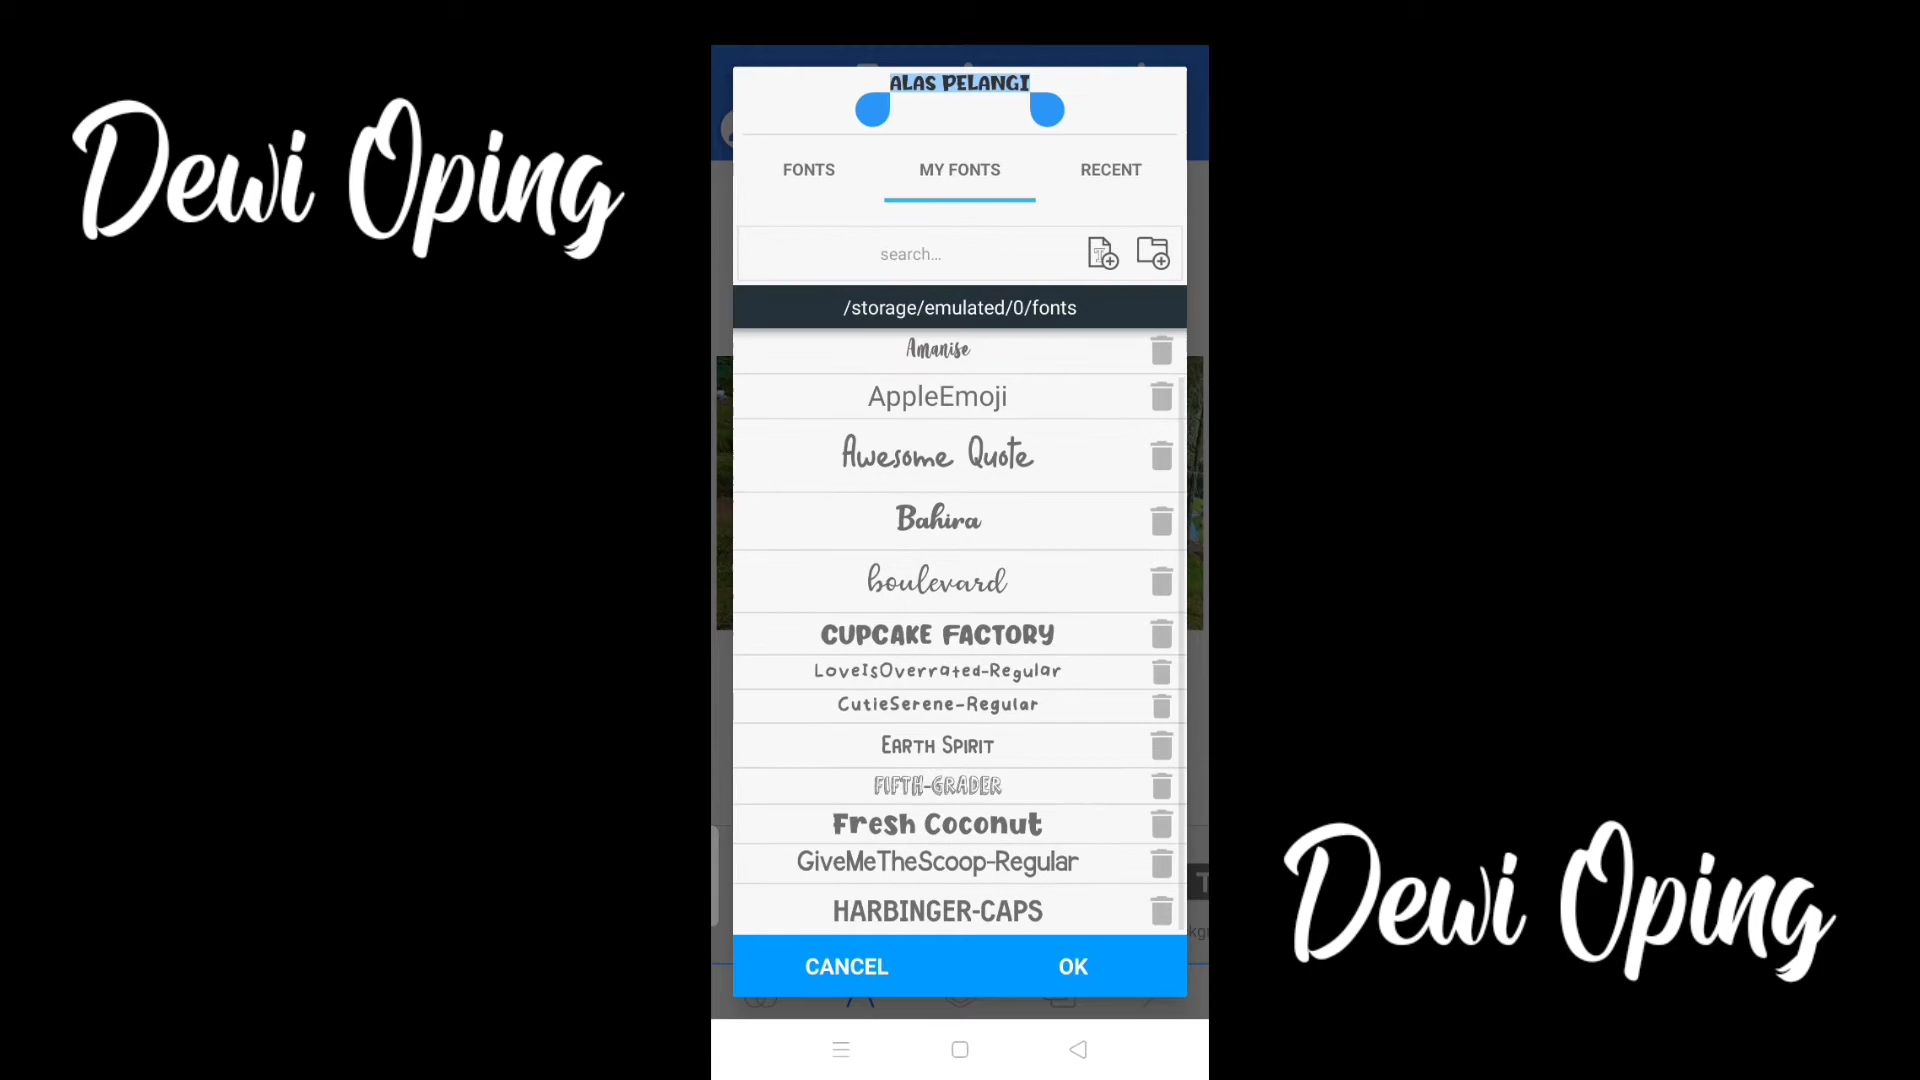 Dewi Oping
ALAS PELANGI
FONTS
MY FONTS
RECENT
search...
/storage/emulated/0/fonts
Amanise
AppleEmoji
Awesome Quote
Bahira
boulevard
CUPCAKE FACTORY
LoveIsOverrated-Regular
CutieSerene-Regular
EARTH SPIRIT
FIFTH-GRADER
Fresh Coconut
GiveMeTheScoop-Regular
HARBINGER-CAPS
CANCEL
OK
Dewi Oping